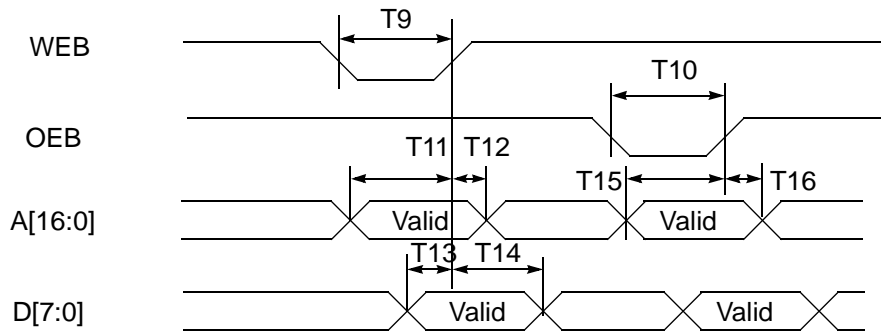 T9
WEB
T10
OEB
T11 T12
T15 T16
A[16:0] Valid Valid
T13 T14
D[7:0] Valid Valid